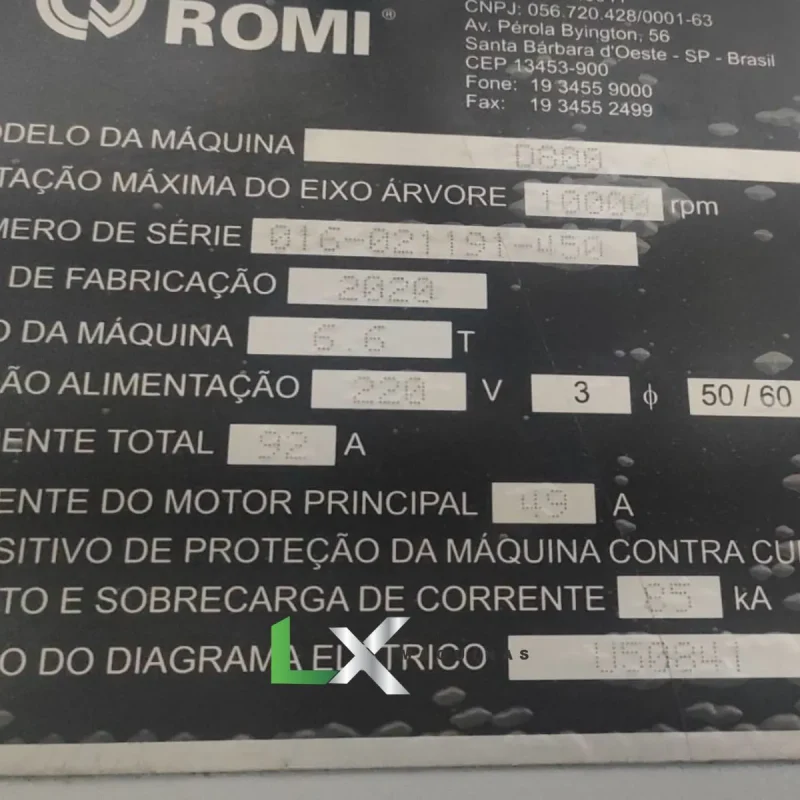 ROMI®
CNPJ: 056.720.428/0001-63
Av. Pérola Byington, 56
Santa Bárbara d'Oeste - SP - Brasil
CEP 13453-900
Fone: 19 3455 9000
Fax: 19 3455 2499
ODELO DA MÁQUINA D800
TAÇÃO MÁXIMA DO EIXO ÁRVORE 10000 rpm
MERO DE SÉRIE 016-021191-450
DE FABRICAÇÃO 2020
O DA MÁQUINA 6.6 T
ÃO ALIMENTAÇÃO 220 V 3 ϕ 50 / 60
ENTE TOTAL 92 A
ENTE DO MOTOR PRINCIPAL 49 A
SITIVO DE PROTEÇÃO DA MÁQUINA CONTRA CU
TO E SOBRECARGA DE CORRENTE kA
O DO DIAGRAMA ELÉTRICO U50841
LX